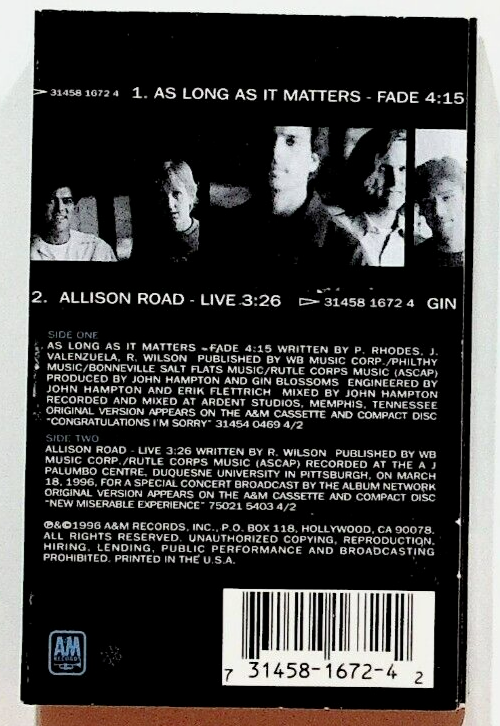 31458 1672 4 1. AS LONG AS IT MATTERS - FADE 4:15
2. ALLISON ROAD - LIVE 3:26 31458 1672 4 GIN
SIDE ONE
AS LONG AS IT MATTERS - FADE 4:15 WRITTEN BY P. RHODES, J.
VALENZUELA, R. WILSON PUBLISHED BY WB MUSIC CORP./PHILTHY
MUSIC/BONNEVILLE SALT FLATS MUSIC/RUTLE CORPS MUSIC (ASCAP)
PRODUCED BY JOHN HAMPTON AND GIN BLOSSOMS ENGINEERED BY
JOHN HAMPTON AND ERIK FLETTRICH MIXED BY JOHN HAMPTON
RECORDED AND MIXED AT ARDENT STUDIOS, MEMPHIS, TENNESSEE
ORIGINAL VERSION APPEARS ON THE A&M CASSETTE AND COMPACT DISC
"CONGRATULATIONS I'M SORRY" 31454 0469 4/2
SIDE TWO
ALLISON ROAD - LIVE 3:26 WRITTEN BY R. WILSON PUBLISHED BY WB
MUSIC CORP./RUTLE CORPS MUSIC (ASCAP) RECORDED AT THE A J
PALUMBO CENTRE, DUQUESNE UNIVERSITY IN PITTSBURGH, ON MARCH
18, 1996, FOR A SPECIAL CONCERT BROADCAST BY THE ALBUM NETWORK
ORIGINAL VERSION APPEARS ON THE A&M CASSETTE AND COMPACT DISC
"NEW MISERABLE EXPERIENCE" 75021 5403 4/2
℗&©1996 A&M RECORDS, INC., P.O. BOX 118, HOLLYWOOD, CA 90078.
ALL RIGHTS RESERVED. UNAUTHORIZED COPYING, REPRODUCTION,
HIRING, LENDING, PUBLIC PERFORMANCE AND BROADCASTING
PROHIBITED. PRINTED IN THE U.S.A.
AM
RECORDS
7 31458-1672-4 2